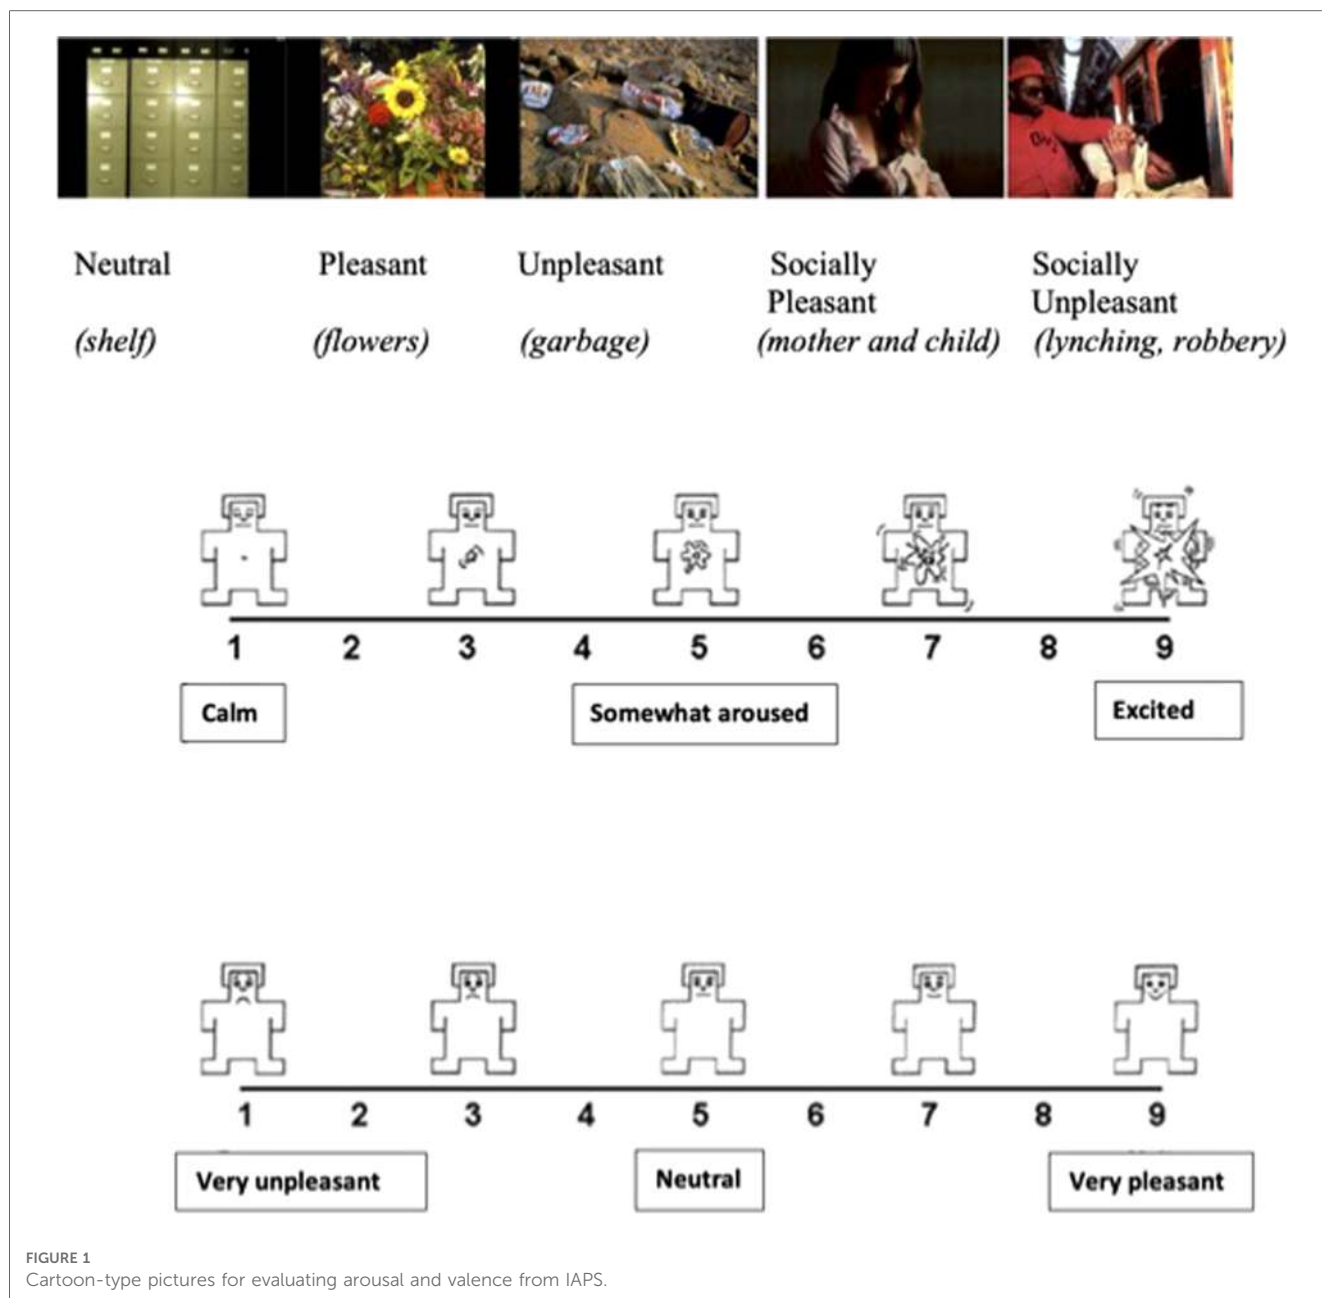 Neutral
Pleasant
Unpleasant
Socially
Pleasant
Socially
Unpleasant
(shelf)
(flowers)
(garbage)
(mother and child)
(lynching, robbery)
1 2 3 4 5 6 7 8 9
Calm
Somewhat aroused
Excited
1 2 3 4 5 6 7 8 9
Very unpleasant
Neutral
Very pleasant
FIGURE 1
Cartoon-type pictures for evaluating arousal and valence from IAPS.